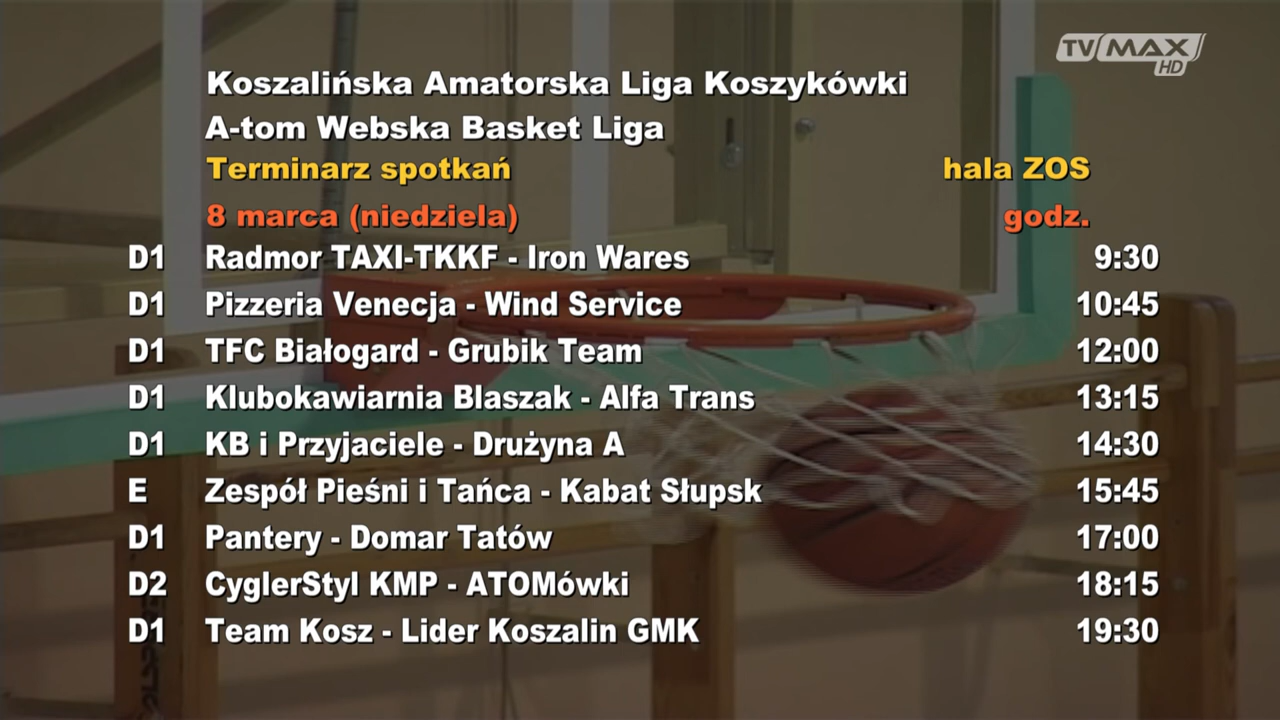 TV MAX
HD
Koszalińska Amatorska Liga Koszykówki
A-tom Webska Basket Liga
Terminarz spotkań hala ZOS
8 marca (niedziela) godz.
D1 Radmor TAXI-TKKF - Iron Wares 9:30
D1 Pizzeria Venecja - Wind Service 10:45
D1 TFC Białogard - Grubik Team 12:00
D1 Klubokawiarnia Blaszak - Alfa Trans 13:15
D1 KB i Przyjaciele - Drużyna A 14:30
E Zespół Pieśni i Tańca - Kabat Słupsk 15:45
D1 Pantery - Domar Tatów 17:00
D2 CyglerStyl KMP - ATOMówki 18:15
D1 Team Kosz - Lider Koszalin GMK 19:30